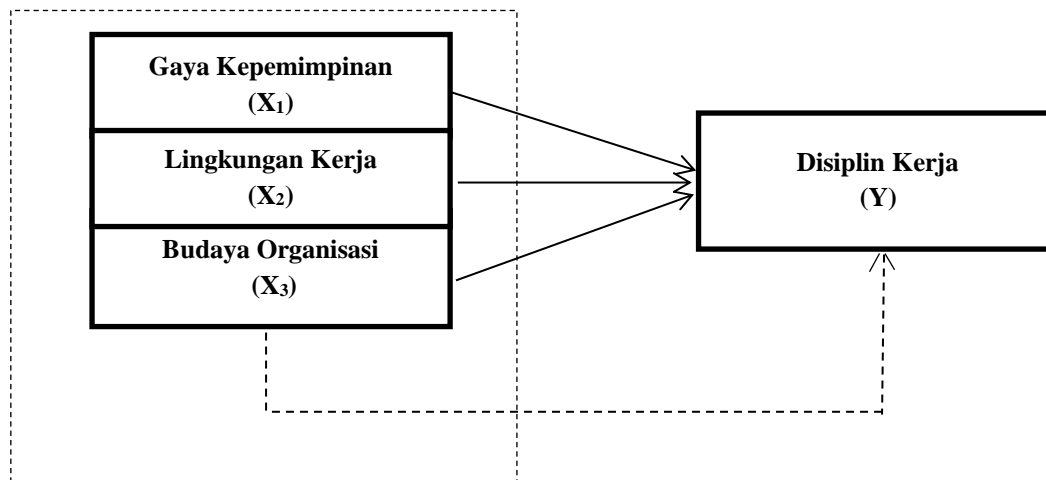 Gaya Kepemimpinan
(X₁)
Lingkungan Kerja
(X₂)
Budaya Organisasi
(X₃)
Disiplin Kerja
(Y)